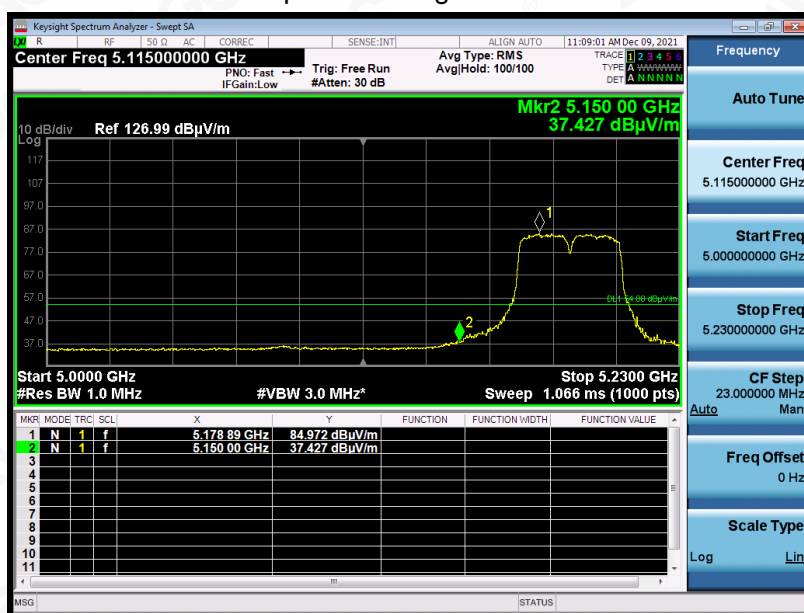 Keysight Spectrum Analyzer - Swept SA
LXI R RF 50 Ω AC CORREC SENSE:INT ALIGN AUTO 11:09:01 AM Dec 09, 2021
Center Freq 5.115000000 GHz
PNO: Fast
IFGain:Low
Trig: Free Run
#Atten: 30 dB
Avg Type: RMS
Avg|Hold: 100/100
TRACE 1 2 3 4 5 6
TYPE A WWWWW
DET A N N N N N
Mkr2 5.150 00 GHz
37.427 dBµV/m
10 dB/div Ref 126.99 dBµV/m
Log
117
107
97.0
87.0
77.0
67.0
57.0
47.0
37.0
1
2
Start 5.0000 GHz
#Res BW 1.0 MHz
#VBW 3.0 MHz*
Stop 5.2300 GHz
Sweep 1.066 ms (1000 pts)
MKR MODE TRC SCL X Y FUNCTION FUNCTION WIDTH FUNCTION VALUE
1 N 1 f 5.178 89 GHz 84.972 dBµV/m
2 N 1 f 5.150 00 GHz 37.427 dBµV/m
3
4
5
6
7
8
9
10
11
MSG STATUS
Frequency
Auto Tune
Center Freq
5.115000000 GHz
Start Freq
5.000000000 GHz
Stop Freq
5.230000000 GHz
CF Step
23.000000 MHz
Auto Man
Freq Offset
0 Hz
Scale Type
Log Lin